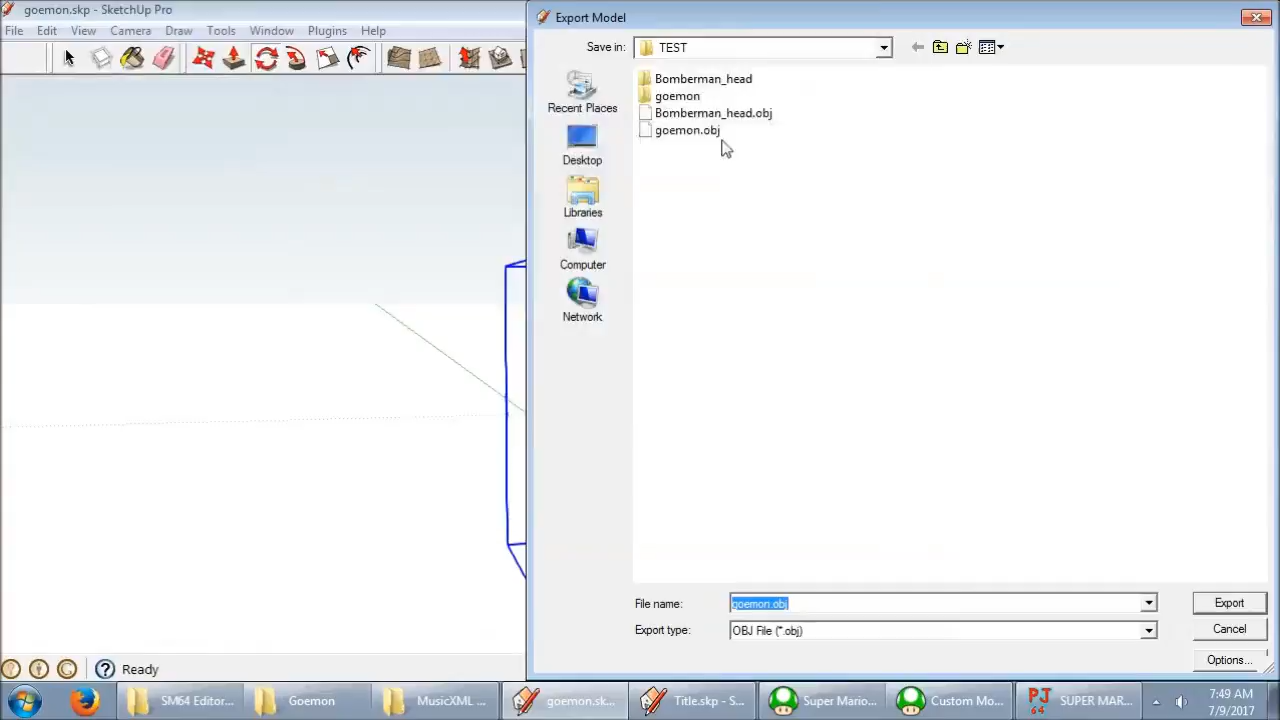 goemon.skp - SketchUp Pro
File Edit View Camera Draw Tools Window Plugins Help
Export Model
Save in: TEST
Recent Places
Desktop
Libraries
Computer
Network
Bomberman_head
goemon
Bomberman_head.obj
goemon.obj
File name: goemon.obj Export
Export type: OBJ File (*.obj) Cancel
Options...
Ready
SM64 Editor... Goemon MusicXML ... goemon.sk... Title.skp - S... Super Mario... Custom Mo... PJ 64 SUPER MAR...
7:49 AM
7/9/2017